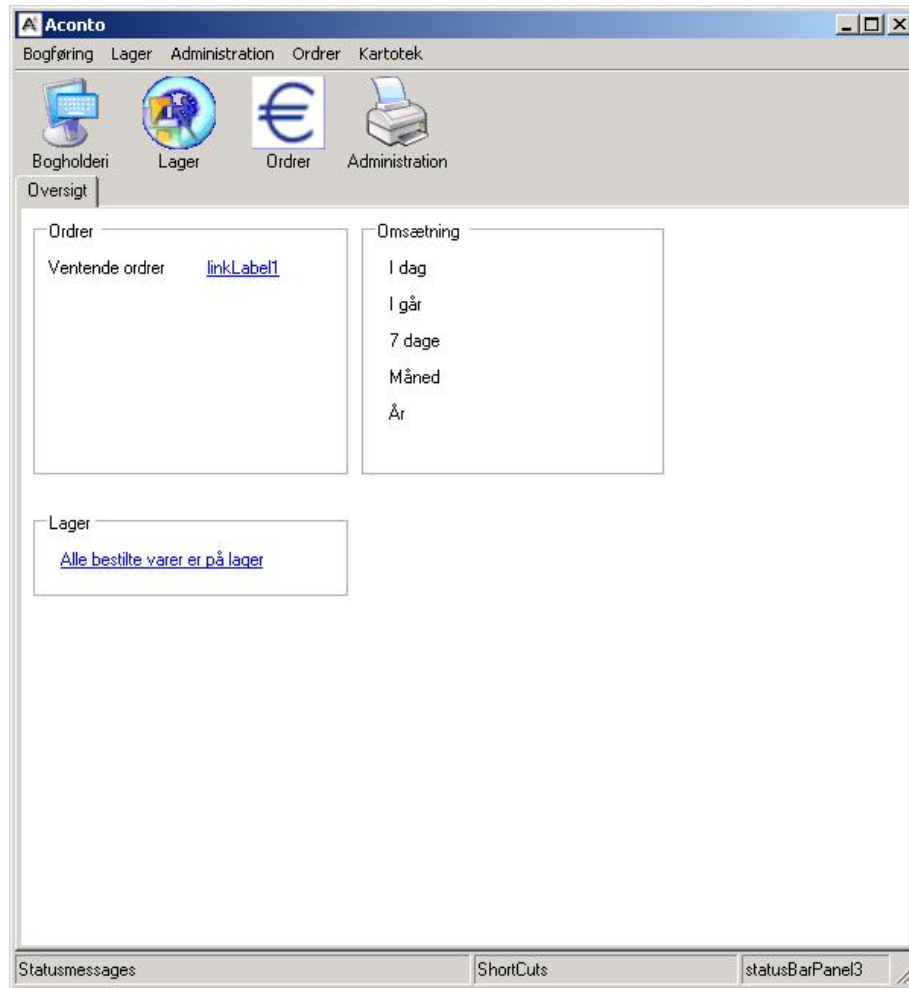 Aconto
Bogføring Lager Administration Ordrer Kartotek
Bogholderi Lager Ordrer Administration
Oversigt
Ordrer
Ventende ordrer linkLabel1
Omsætning
I dag
I går
7 dage
Måned
År
Lager
Alle bestilte varer er på lager
Statusmessages ShortCuts statusBarPanel3